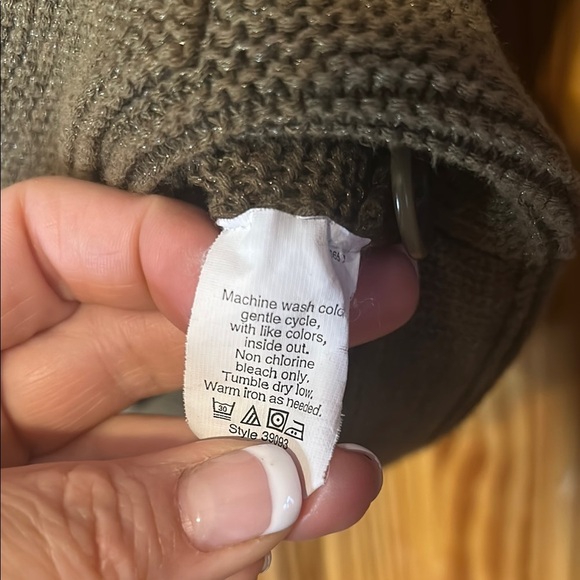 Machine wash cold
gentle cycle,
with like colors,
inside out.
Non chlorine
bleach only.
Tumble dry low.
Warm iron as needed.
30
Style 39093